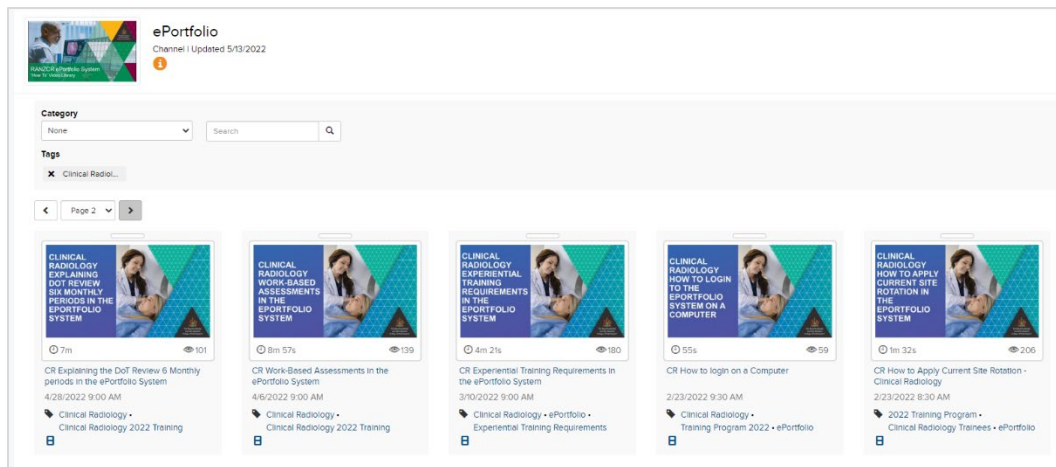 ePortfolio
Channel | Updated 5/13/2022
RANZCR ePortfolio System
How To Video Library
Category
None
Search
Tags
Clinical Radiol...
Page 2
CLINICAL
RADIOLOGY
EXPLAINING
DOT REVIEW
SIX MONTHLY
PERIODS IN THE
EPORTFOLIO
SYSTEM
7m
101
CR Explaining the DoT Review 6 Monthly
periods in the ePortfolio System
4/28/2022 9:00 AM
Clinical Radiology •
Clinical Radiology 2022 Training
CLINICAL
RADIOLOGY
WORK-BASED
ASSESSMENTS
IN THE
EPORTFOLIO
SYSTEM
8m 57s
139
CR Work-Based Assessments in the
ePortfolio System
4/6/2022 9:00 AM
Clinical Radiology •
Clinical Radiology 2022 Training
CLINICAL
RADIOLOGY
EXPERIENTIAL
TRAINING
REQUIREMENTS
IN THE
EPORTFOLIO
SYSTEM
4m 21s
180
CR Experiential Training Requirements in
the ePortfolio System
3/10/2022 9:00 AM
Clinical Radiology • ePortfolio •
Experiential Training Requirements
CLINICAL
RADIOLOGY
HOW TO LOGIN
TO THE
EPORTFOLIO
SYSTEM ON A
COMPUTER
55s
59
CR How to login on a Computer
2/23/2022 9:30 AM
Clinical Radiology •
Training Program 2022 • ePortfolio
CLINICAL
RADIOLOGY
HOW TO APPLY
CURRENT SITE
ROTATION IN
THE
EPORTFOLIO
SYSTEM
1m 32s
206
CR How to Apply Current Site Rotation -
Clinical Radiology
2/23/2022 8:30 AM
2022 Training Program •
Clinical Radiology Trainees • ePortfolio